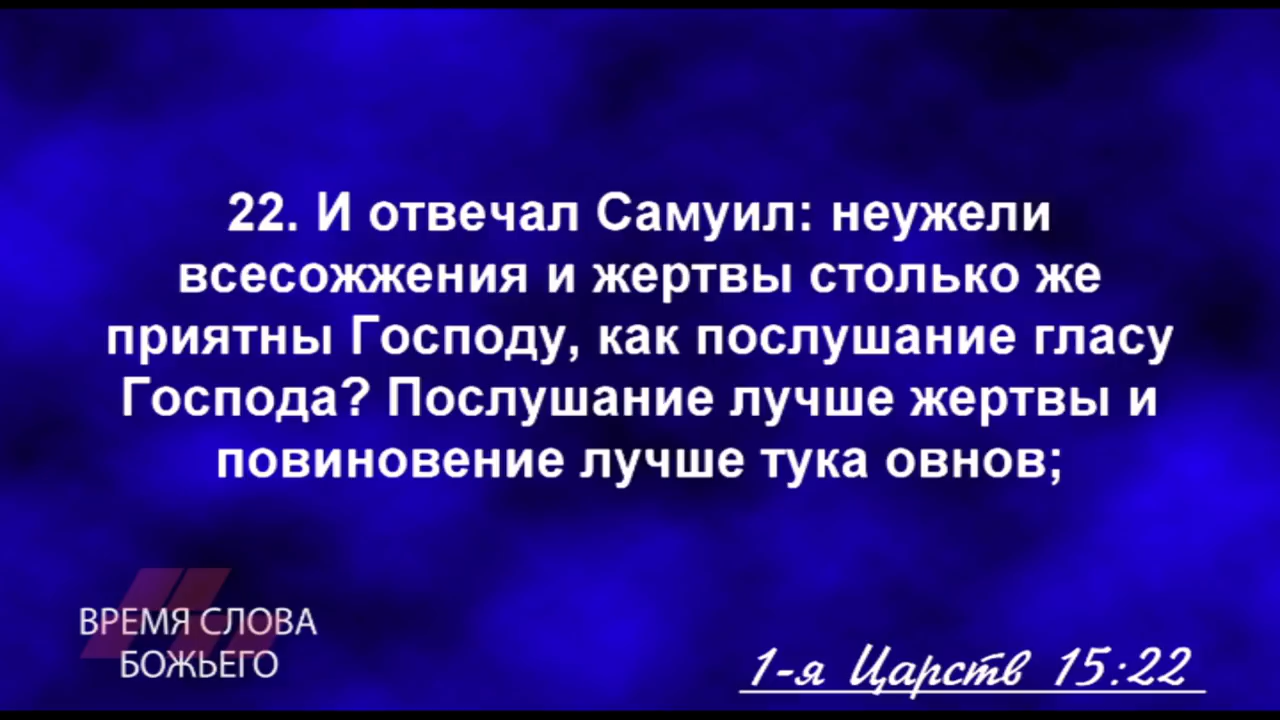 22. И отвечал Самуил: неужели
всесожжения и жертвы столько же
приятны Господу, как послушание гласу
Господа? Послушание лучше жертвы и
повиновение лучше тука овнов;
ВРЕМЯ СЛОВА
БОЖЬЕГО
1-я Царств 15:22